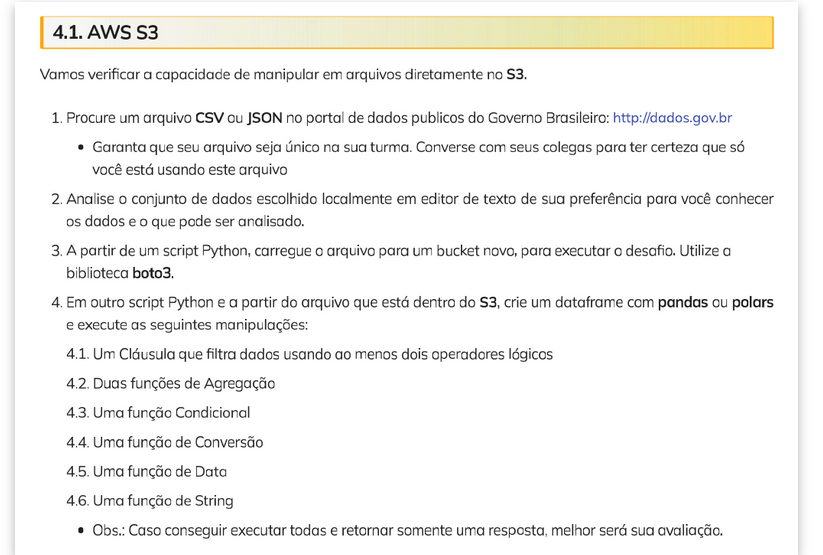 4.1. AWS S3
Vamos verificar a capacidade de manipular em arquivos diretamente no S3.
1. Procure um arquivo CSV ou JSON no portal de dados publicos do Governo Brasileiro: http://dados.gov.br
• Garanta que seu arquivo seja único na sua turma. Converse com seus colegas para ter certeza que só
você está usando este arquivo
2. Analise o conjunto de dados escolhido localmente em editor de texto de sua preferência para você conhecer
os dados e o que pode ser analisado.
3. A partir de um script Python, carregue o arquivo para um bucket novo, para executar o desafio. Utilize a
biblioteca boto3.
4. Em outro script Python e a partir do arquivo que está dentro do S3, crie um dataframe com pandas ou polars
e execute as seguintes manipulações:
4.1. Um Cláusula que filtra dados usando ao menos dois operadores lógicos
4.2. Duas funções de Agregação
4.3. Uma função Condicional
4.4. Uma função de Conversão
4.5. Uma função de Data
4.6. Uma função de String
• Obs.: Caso conseguir executar todas e retornar somente uma resposta, melhor será sua avaliação.